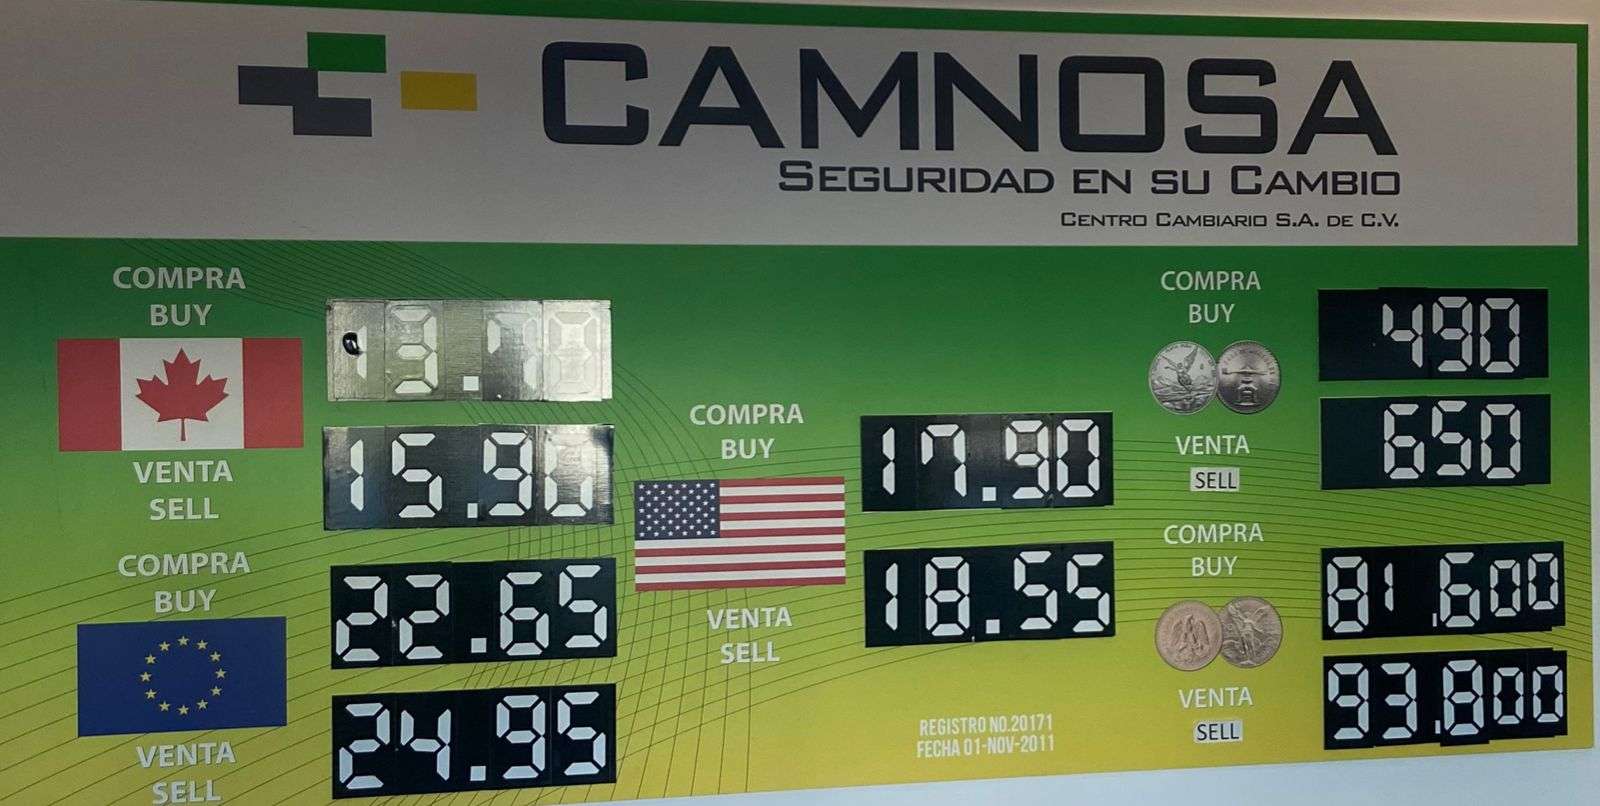 CAMNOSA
SEGURIDAD EN SU CAMBIO
CENTRO CAMBIARIO S.A. DE C.V.
COMPRA
BUY
VENTA
SELL
15.90
COMPRA
BUY
22.65
VENTA
SELL
24.95
COMPRA
BUY
17.90
VENTA
SELL
18.55
REGISTRO NO.20171
FECHA 01-NOV-2011
COMPRA
BUY
490
VENTA
SELL
650
COMPRA
BUY
81.600
VENTA
SELL
93.800